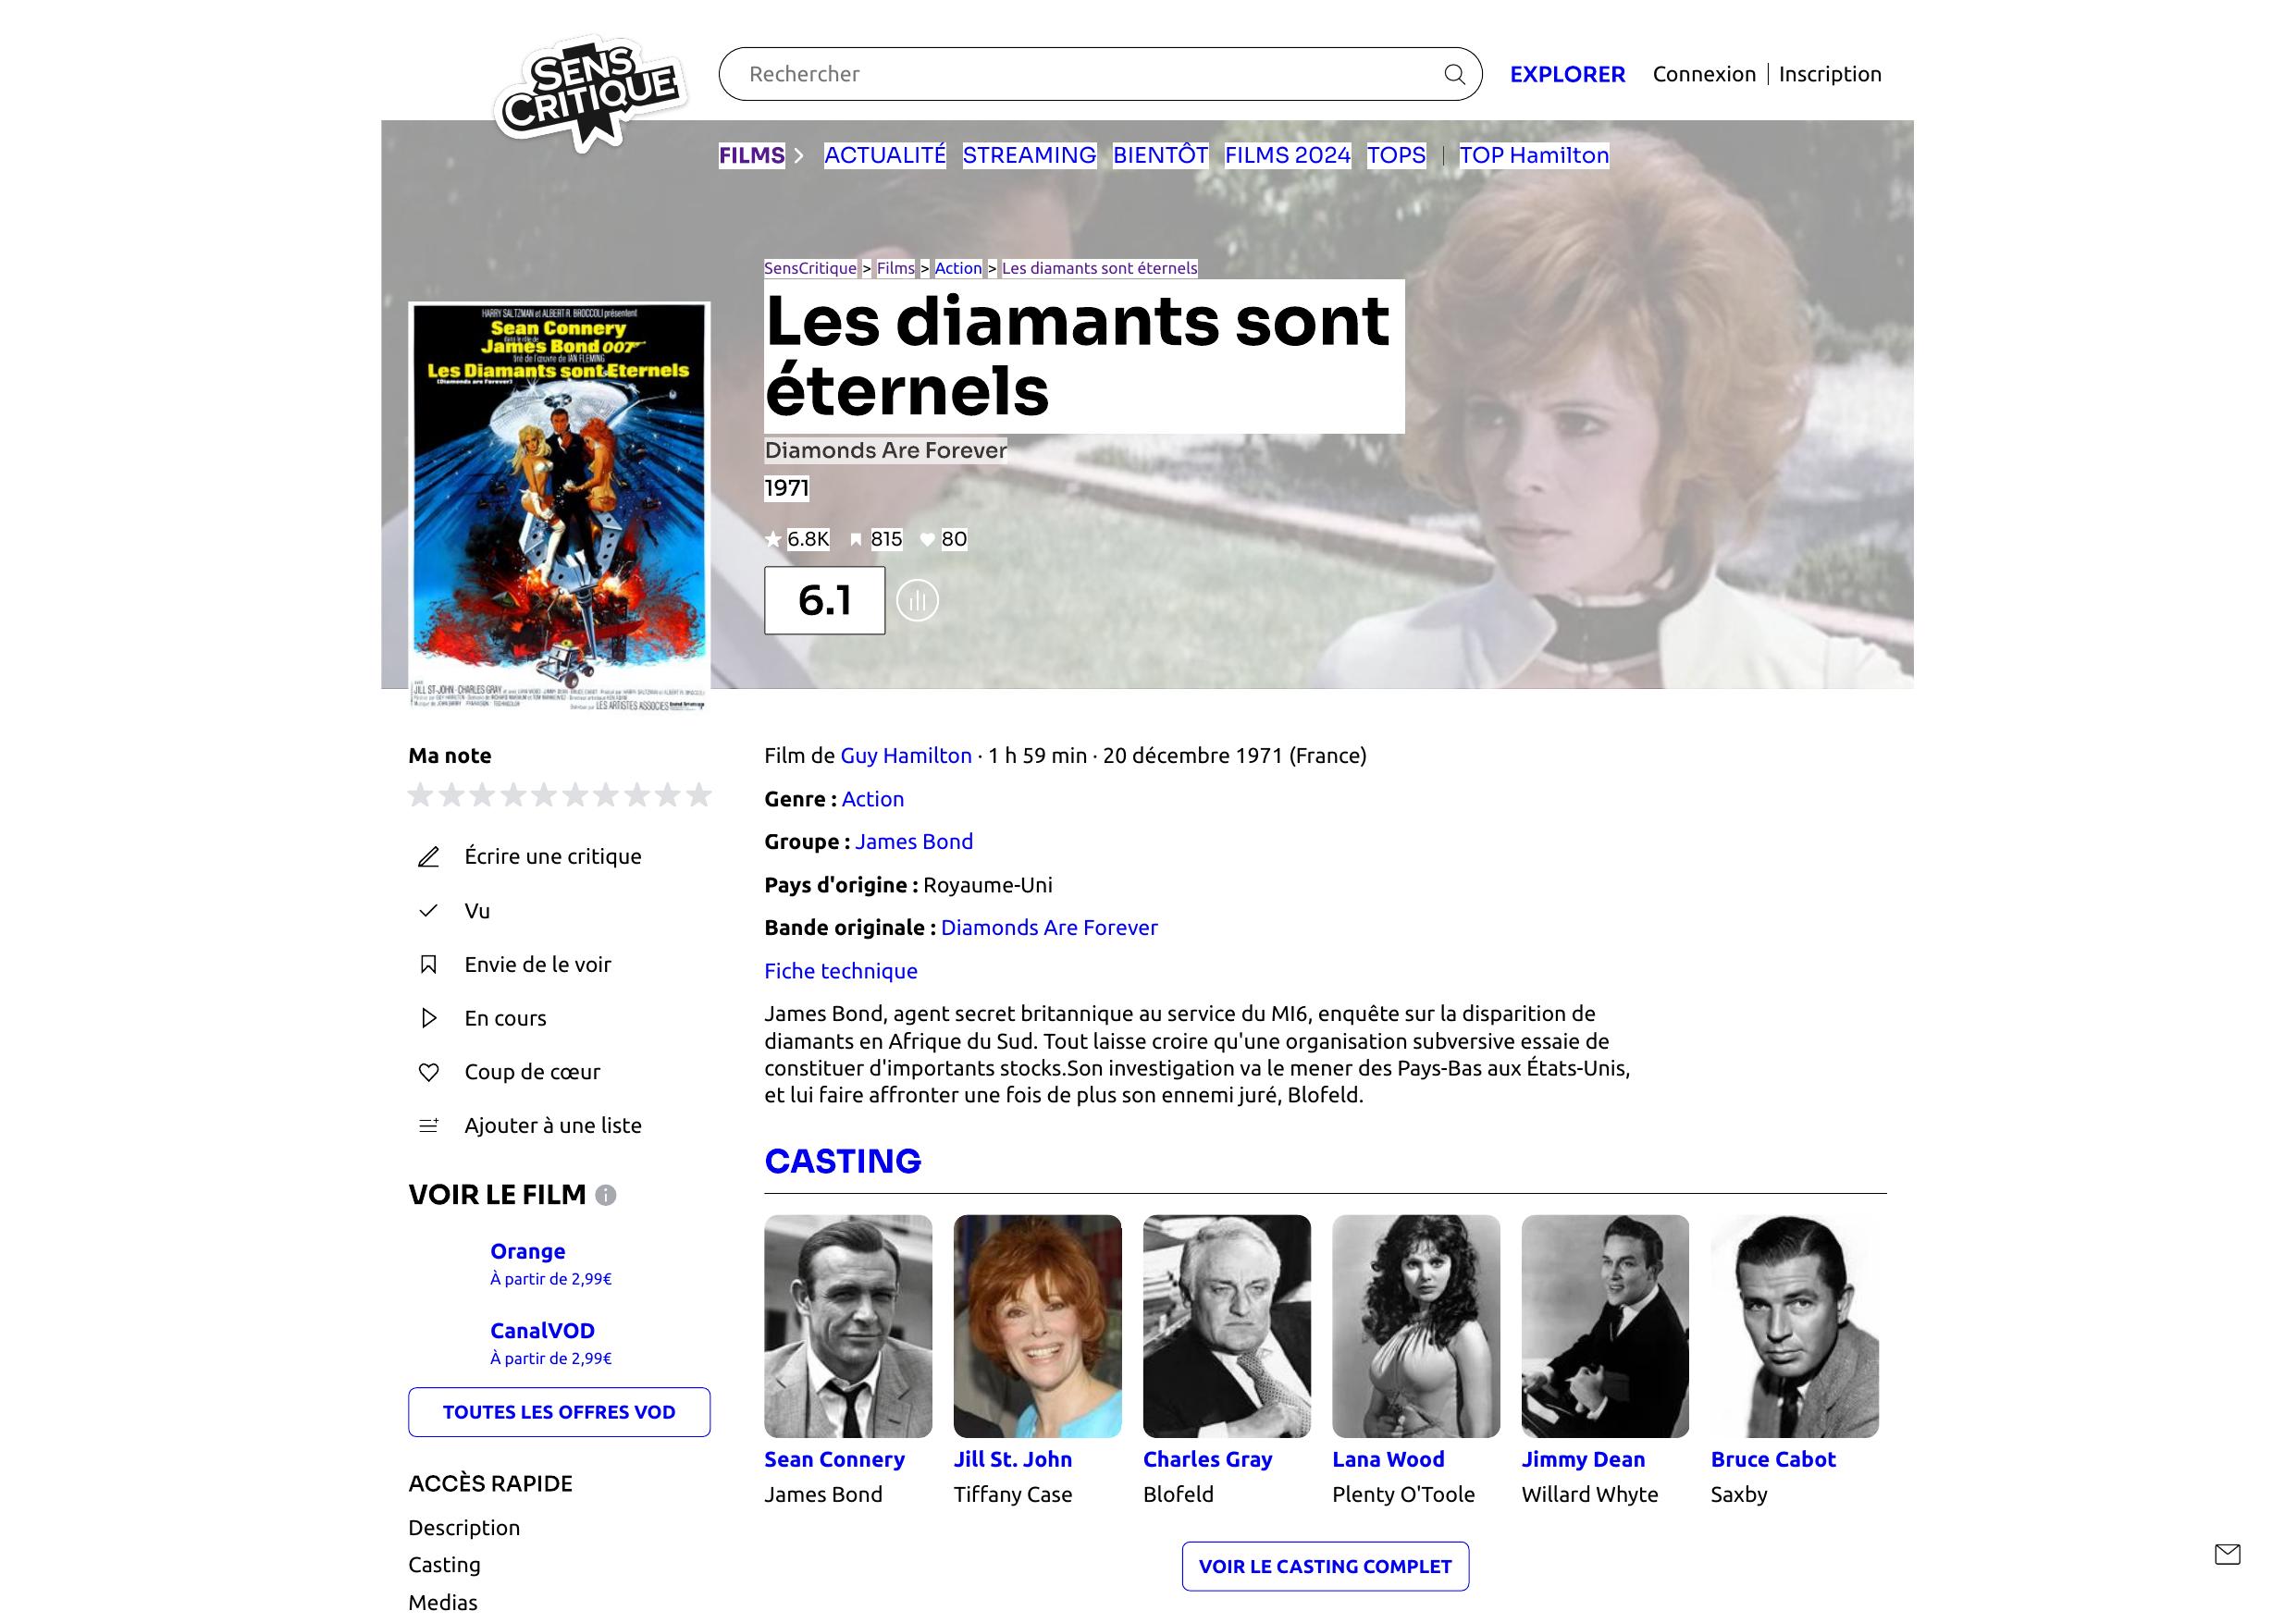 SENS
CRITIQUE
Rechercher
EXPLORER
Connexion
Inscription
FILMS
ACTUALITÉ
STREAMING
BIENTÔT
FILMS 2024
TOPS
TOP Hamilton
SensCritique > Films > Action > Les diamants sont éternels
Les diamants sont
éternels
Diamonds Are Forever
1971
6.8K
815
80
6.1
HARRY SALTZMAN et ALBERT R. BROCCOLI présentent
Sean Connery
dans le rôle de
James Bond 007
tiré de l'œuvre de IAN FLEMING
Les Diamants sont Eternels
(Diamonds are Forever)
JILL ST-JOHN · CHARLES GRAY
LES ARTISTES ASSOCIES
Ma note
Écrire une critique
Vu
Envie de le voir
En cours
Coup de cœur
Ajouter à une liste
VOIR LE FILM
Orange
À partir de 2,99€
CanalVOD
À partir de 2,99€
TOUTES LES OFFRES VOD
ACCÈS RAPIDE
Description
Casting
Medias
Film de Guy Hamilton · 1 h 59 min · 20 décembre 1971 (France)
Genre : Action
Groupe : James Bond
Pays d'origine : Royaume-Uni
Bande originale : Diamonds Are Forever
Fiche technique
James Bond, agent secret britannique au service du MI6, enquête sur la disparition de
diamants en Afrique du Sud. Tout laisse croire qu'une organisation subversive essaie de
constituer d'importants stocks.Son investigation va le mener des Pays-Bas aux États-Unis,
et lui faire affronter une fois de plus son ennemi juré, Blofeld.
CASTING
Sean Connery
James Bond
Jill St. John
Tiffany Case
Charles Gray
Blofeld
Lana Wood
Plenty O'Toole
Jimmy Dean
Willard Whyte
Bruce Cabot
Saxby
VOIR LE CASTING COMPLET